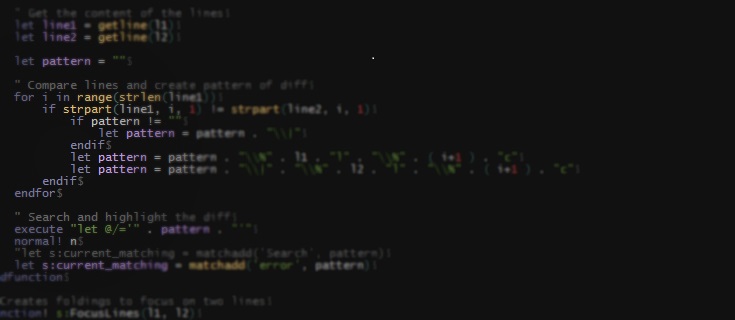 " Get the content of the lines$
let line1 = getline(l1)$
let line2 = getline(l2)$
let pattern = ""$
" Compare lines and create pattern of diff$
for i in range(strlen(line1))$
if strpart(line1, i, 1) != strpart(line2, i, 1)$
if pattern != ""$
let pattern = pattern . "\\|"$
endif$
let pattern = pattern . "\\%" . l1 . "l" . "\\%" . ( i+1 ) . "c"$
let pattern = pattern . "\\|" . "\\%" . l2 . "l" . "\\%" . ( i+1 ) . "c"$
endif$
endfor$
" Search and highlight the diff$
execute "let @/='" . pattern . "'"$
normal! n$
"let s:current_matching = matchadd('Search', pattern)$
let s:current_matching = matchadd('error', pattern)$
dfunction$
Creates foldings to focus on two lines$
nction! s:FocusLines(l1, l2)$